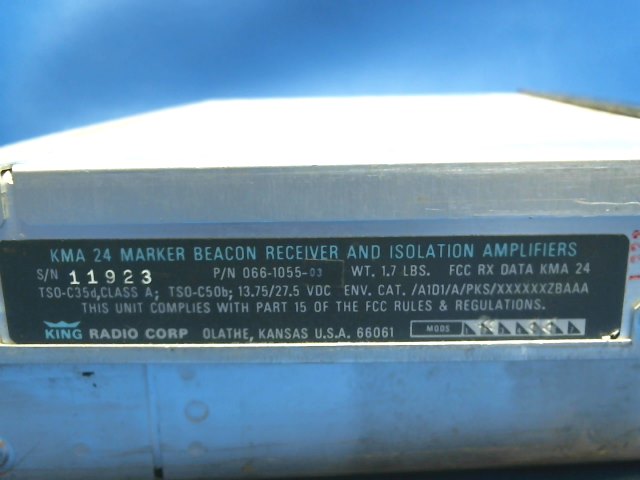 KMA 24 MARKER BEACON RECEIVER AND ISOLATION AMPLIFIERS
S/N 11923 P/N 066-1055-03 WT. 1.7 LBS. FCC RX DATA KMA 24
TSO-C35d, CLASS A; TSO-C50b; 13.75/27.5 VDC ENV. CAT. /A1D1/A/PKS/XXXXXXZBAAA
THIS UNIT COMPLIES WITH PART 15 OF THE FCC RULES & REGULATIONS.
KING RADIO CORP OLATHE, KANSAS U.S.A. 66061 MODS